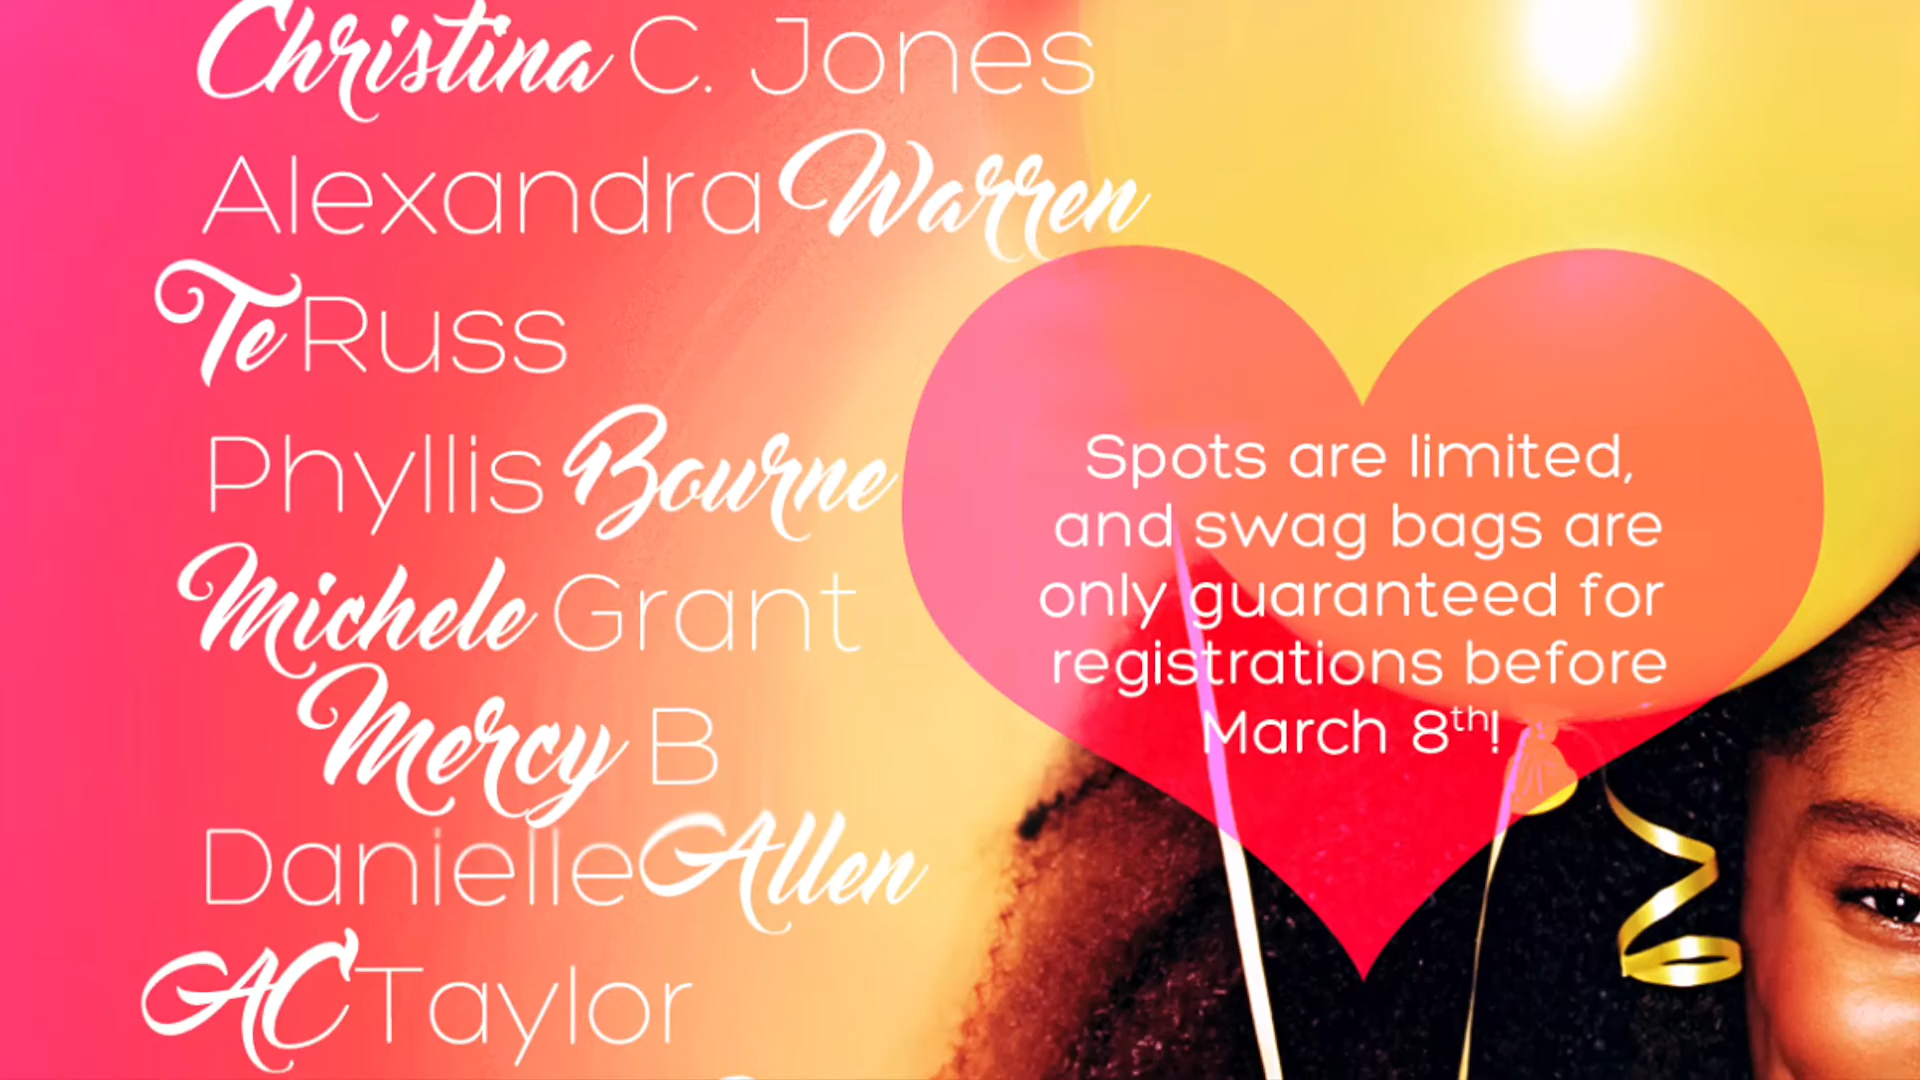 Christina C. Jones
Alexandra Warren
Te Russ
Phyllis Bourne
Michele Grant
Mercy B
Danielle Allen
AC Taylor
Spots are limited,
and swag bags are
only guaranteed for
registrations before
March 8th!